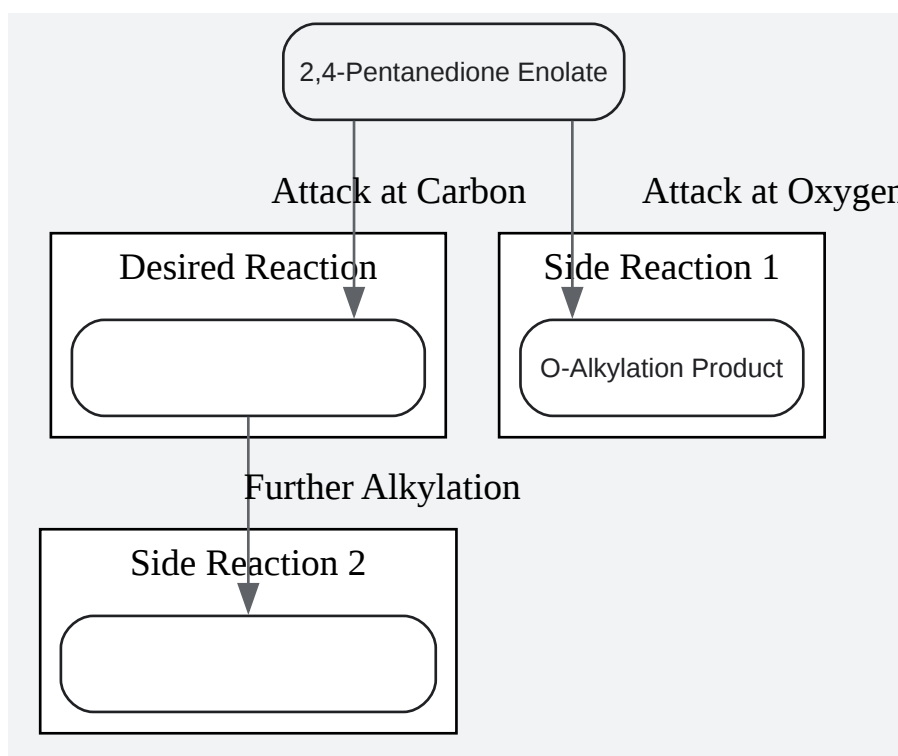 2,4-Pentanedione Enolate
Attack at Carbon
Attack at Oxygen
Desired Reaction
Side Reaction 1
O-Alkylation Product
Further Alkylation
Side Reaction 2